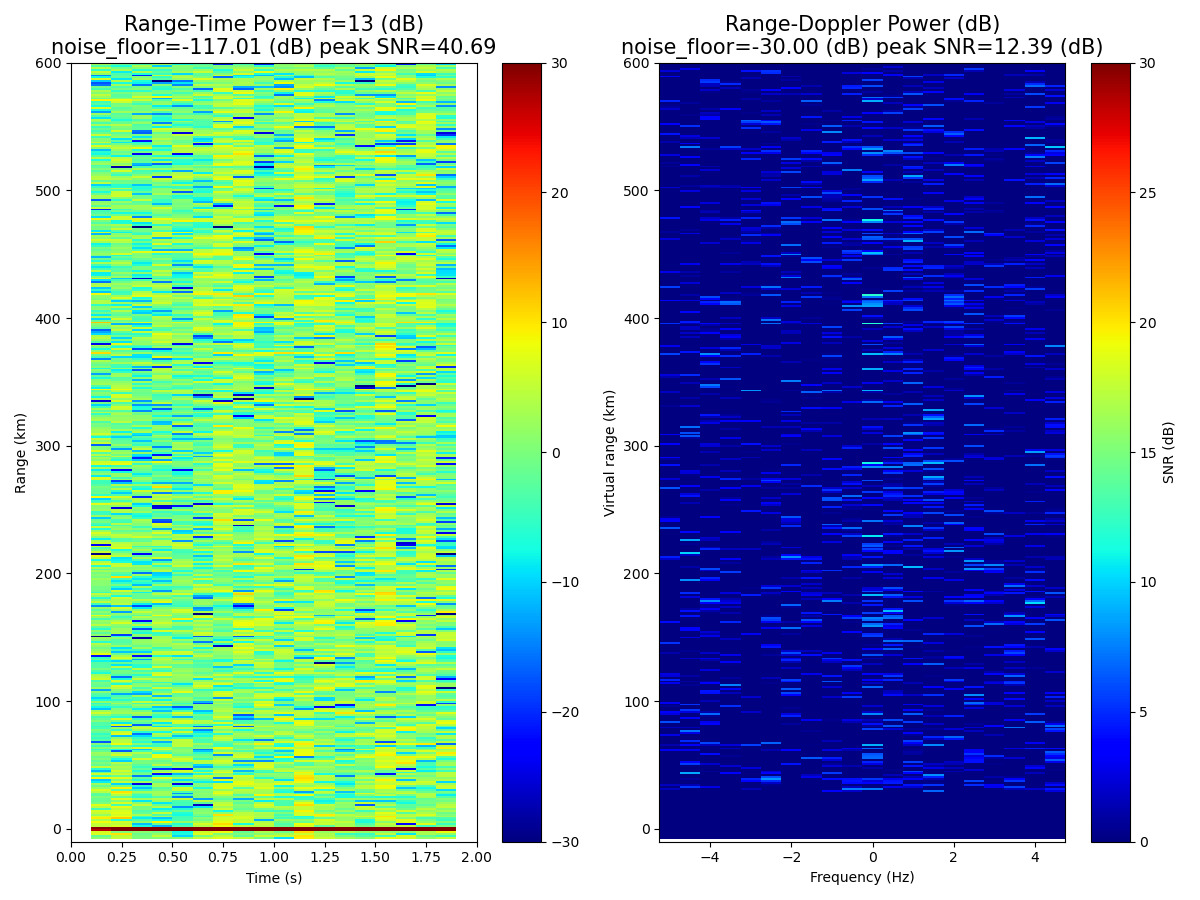 Range-Time Power f=13 (dB)
noise_floor=-117.01 (dB) peak SNR=40.69
600
500
400
300
200
100
0
Range (km)
0.00 0.25 0.50 0.75 1.00 1.25 1.50 1.75 2.00
Time (s)
30
20
10
0
−10
−20
−30
Range-Doppler Power (dB)
noise_floor=-30.00 (dB) peak SNR=12.39 (dB)
600
500
400
300
200
100
0
Virtual range (km)
−4 −2 0 2 4
Frequency (Hz)
30
25
20
15
10
5
0
SNR (dB)